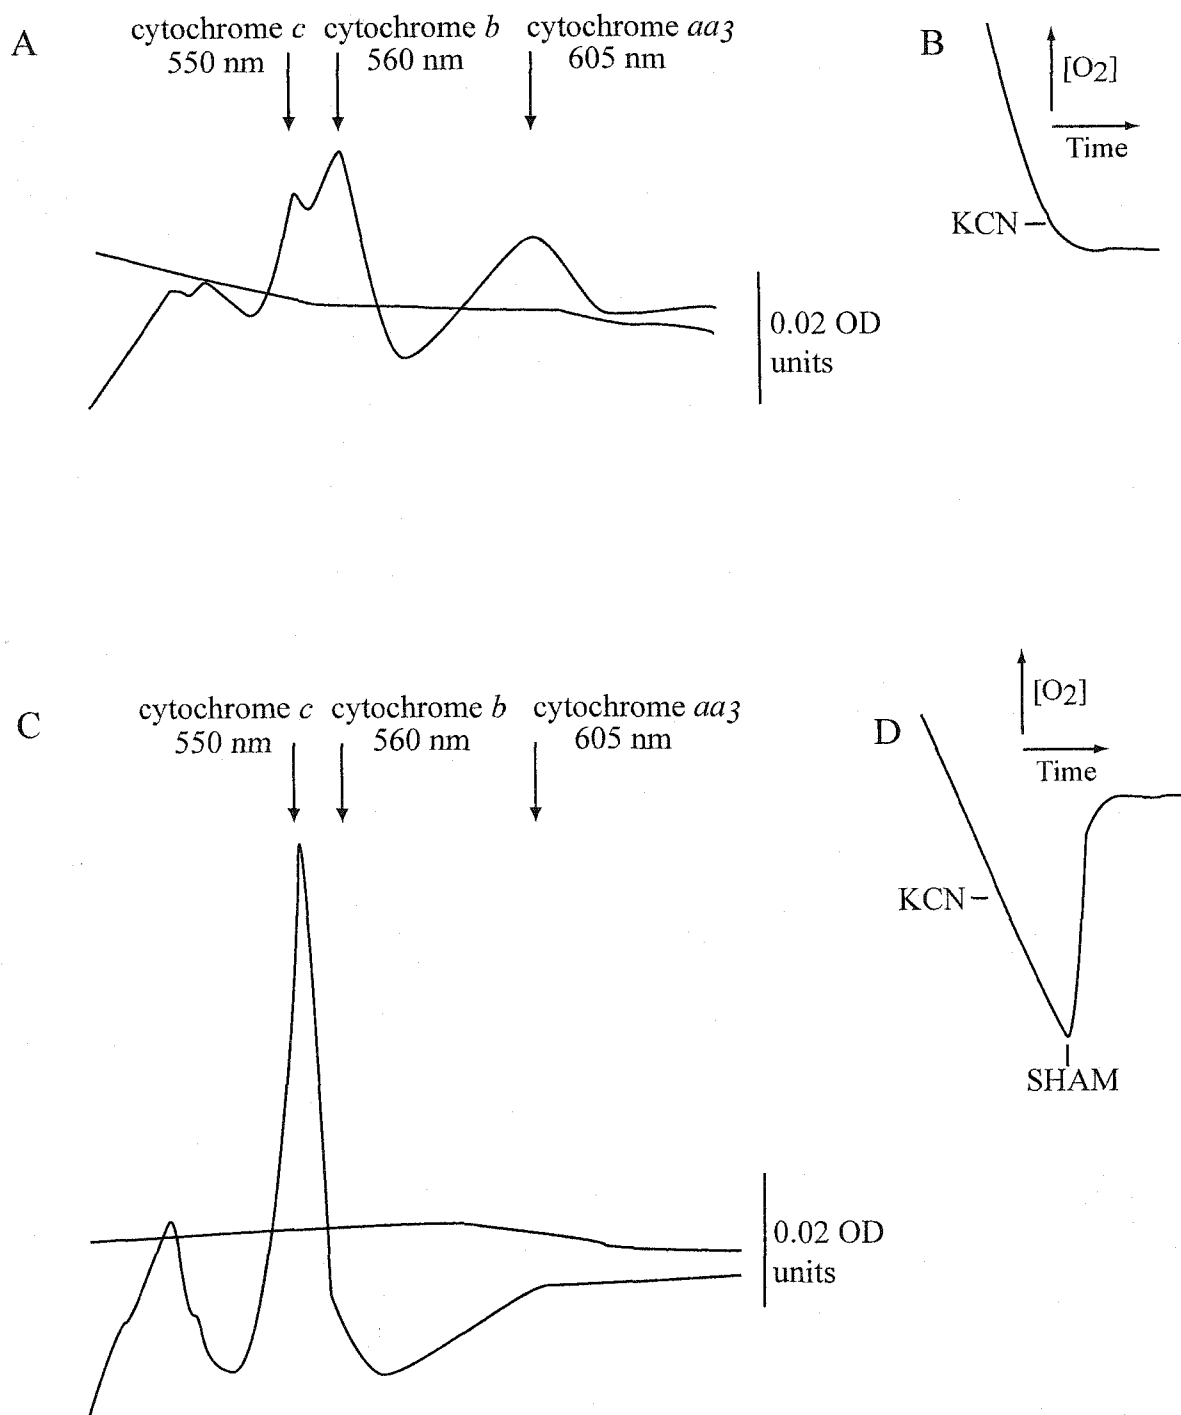 A
cytochrome c cytochrome b cytochrome aa3
550 nm 560 nm 605 nm
0.02 OD
units
B
[O2]
Time
KCN
C
cytochrome c cytochrome b cytochrome aa3
550 nm 560 nm 605 nm
0.02 OD
units
D
[O2]
Time
KCN
SHAM